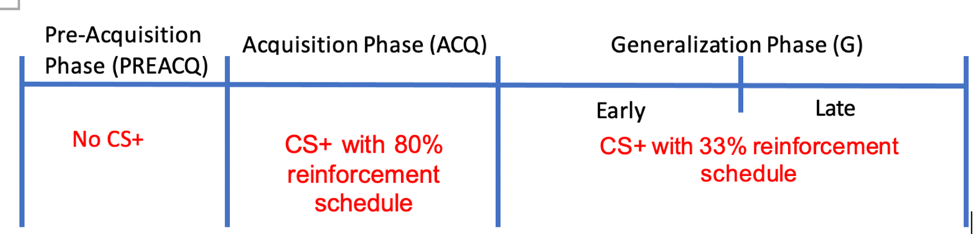 Pre-Acquisition
Phase (PREACQ)
Acquisition Phase (ACQ)
Generalization Phase (G)
Early
Late
No CS+
CS+ with 80%
reinforcement
schedule
CS+ with 33% reinforcement
schedule